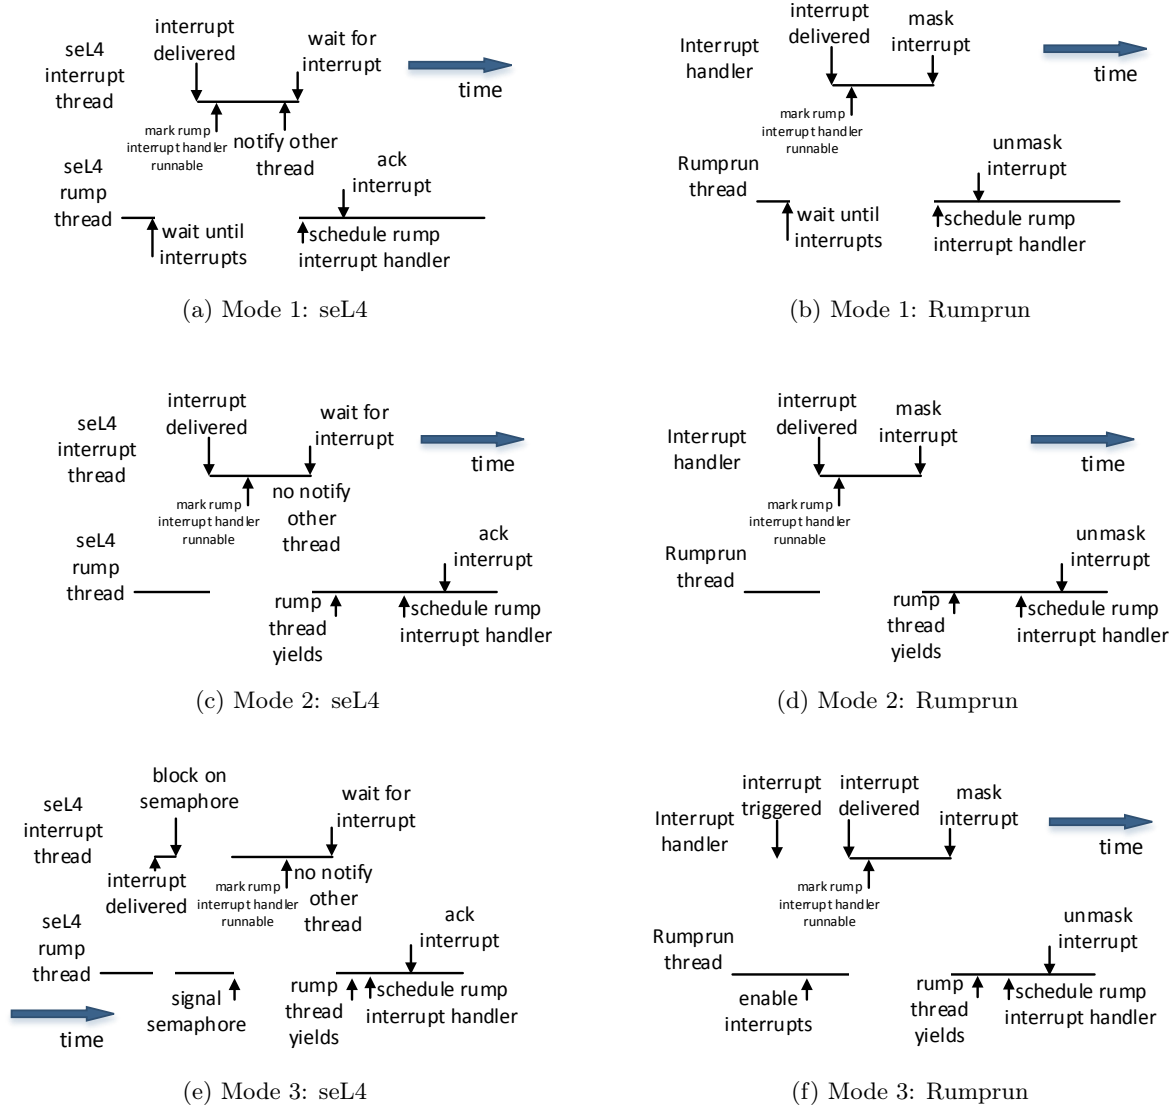 interrupt
delivered
wait for
interrupt
seL4
interrupt
thread
time
mark rump
interrupt handler
runnable
notify other
thread
seL4
rump
thread
ack
interrupt
wait until
interrupts
schedule rump
interrupt handler
(a) Mode 1: seL4
interrupt
delivered
mask
interrupt
Interrupt
handler
time
mark rump
interrupt handler
runnable
unmask
interrupt
Rumprun
thread
wait until
interrupts
schedule rump
interrupt handler
(b) Mode 1: Rumprun
interrupt
delivered
wait for
interrupt
seL4
interrupt
thread
time
mark rump
interrupt handler
runnable
no notify
other
thread
seL4
rump
thread
ack
interrupt
rump
thread
yields
schedule rump
interrupt handler
(c) Mode 2: seL4
interrupt
delivered
mask
interrupt
Interrupt
handler
time
mark rump
interrupt handler
runnable
unmask
interrupt
Rumprun
thread
rump
thread
yields
schedule rump
interrupt handler
(d) Mode 2: Rumprun
block on
semaphore
wait for
interrupt
seL4
interrupt
thread
interrupt
delivered
mark rump
interrupt handler
runnable
no notify
other
thread
seL4
rump
thread
ack
interrupt
signal
semaphore
rump
thread
yields
schedule rump
interrupt handler
time
(e) Mode 3: seL4
interrupt
triggered
interrupt
delivered
mask
interrupt
Interrupt
handler
time
mark rump
interrupt handler
runnable
unmask
interrupt
Rumprun
thread
enable
interrupts
rump
thread
yields
schedule rump
interrupt handler
(f) Mode 3: Rumprun